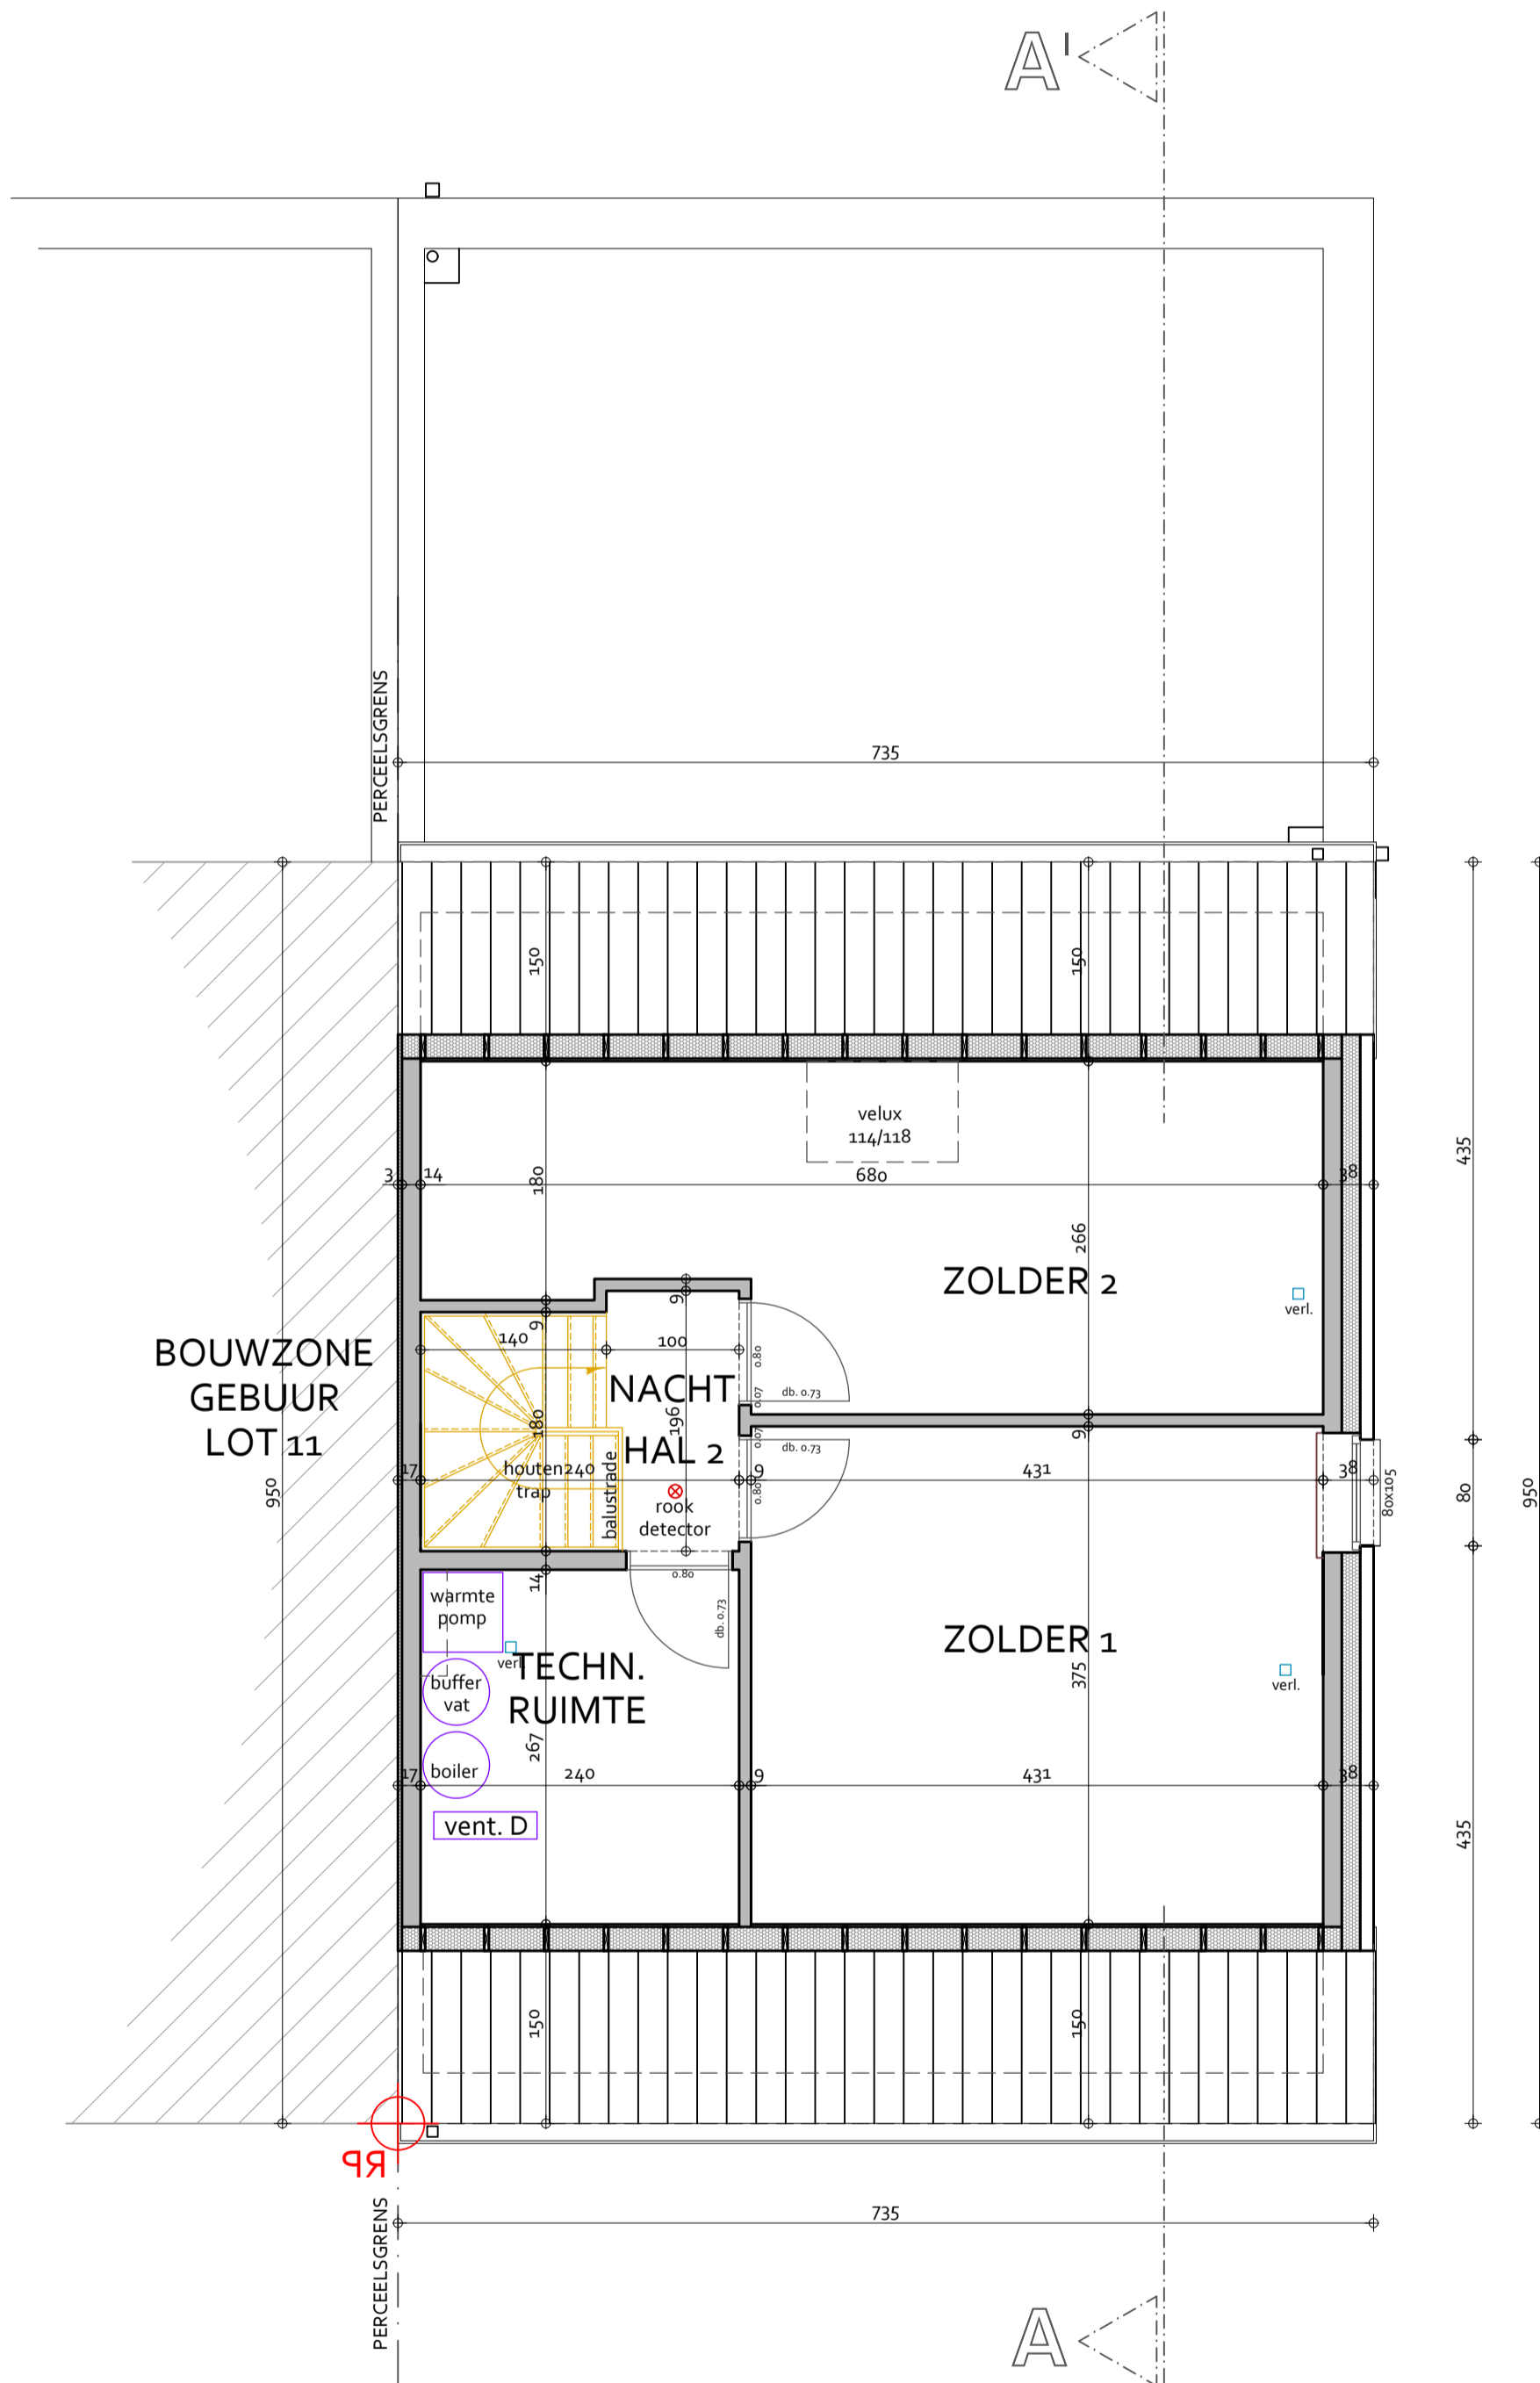 A'
PERCEELSGRENS
735
150
150
velux
114/118
3
14
180
680
38
435
266
ZOLDER 2
verl.
9
9
140
100
0.80
BOUWZONE
GEBUUR
LOT 11
NACHT
HAL 2
db. 0.73
0.07
196
180
0.07
db. 0.73
9
17
houten
trap
240
balustrade
9
431
38
0.80
80x105
80
950
950
rook
detector
14
0.80
warmte
pomp
db. 0.73
verl.
TECHN.
RUIMTE
ZOLDER 1
375
verl.
buffer
vat
267
17
boiler
240
9
431
38
vent. D
435
150
150
RP
735
PERCEELSGRENS
A